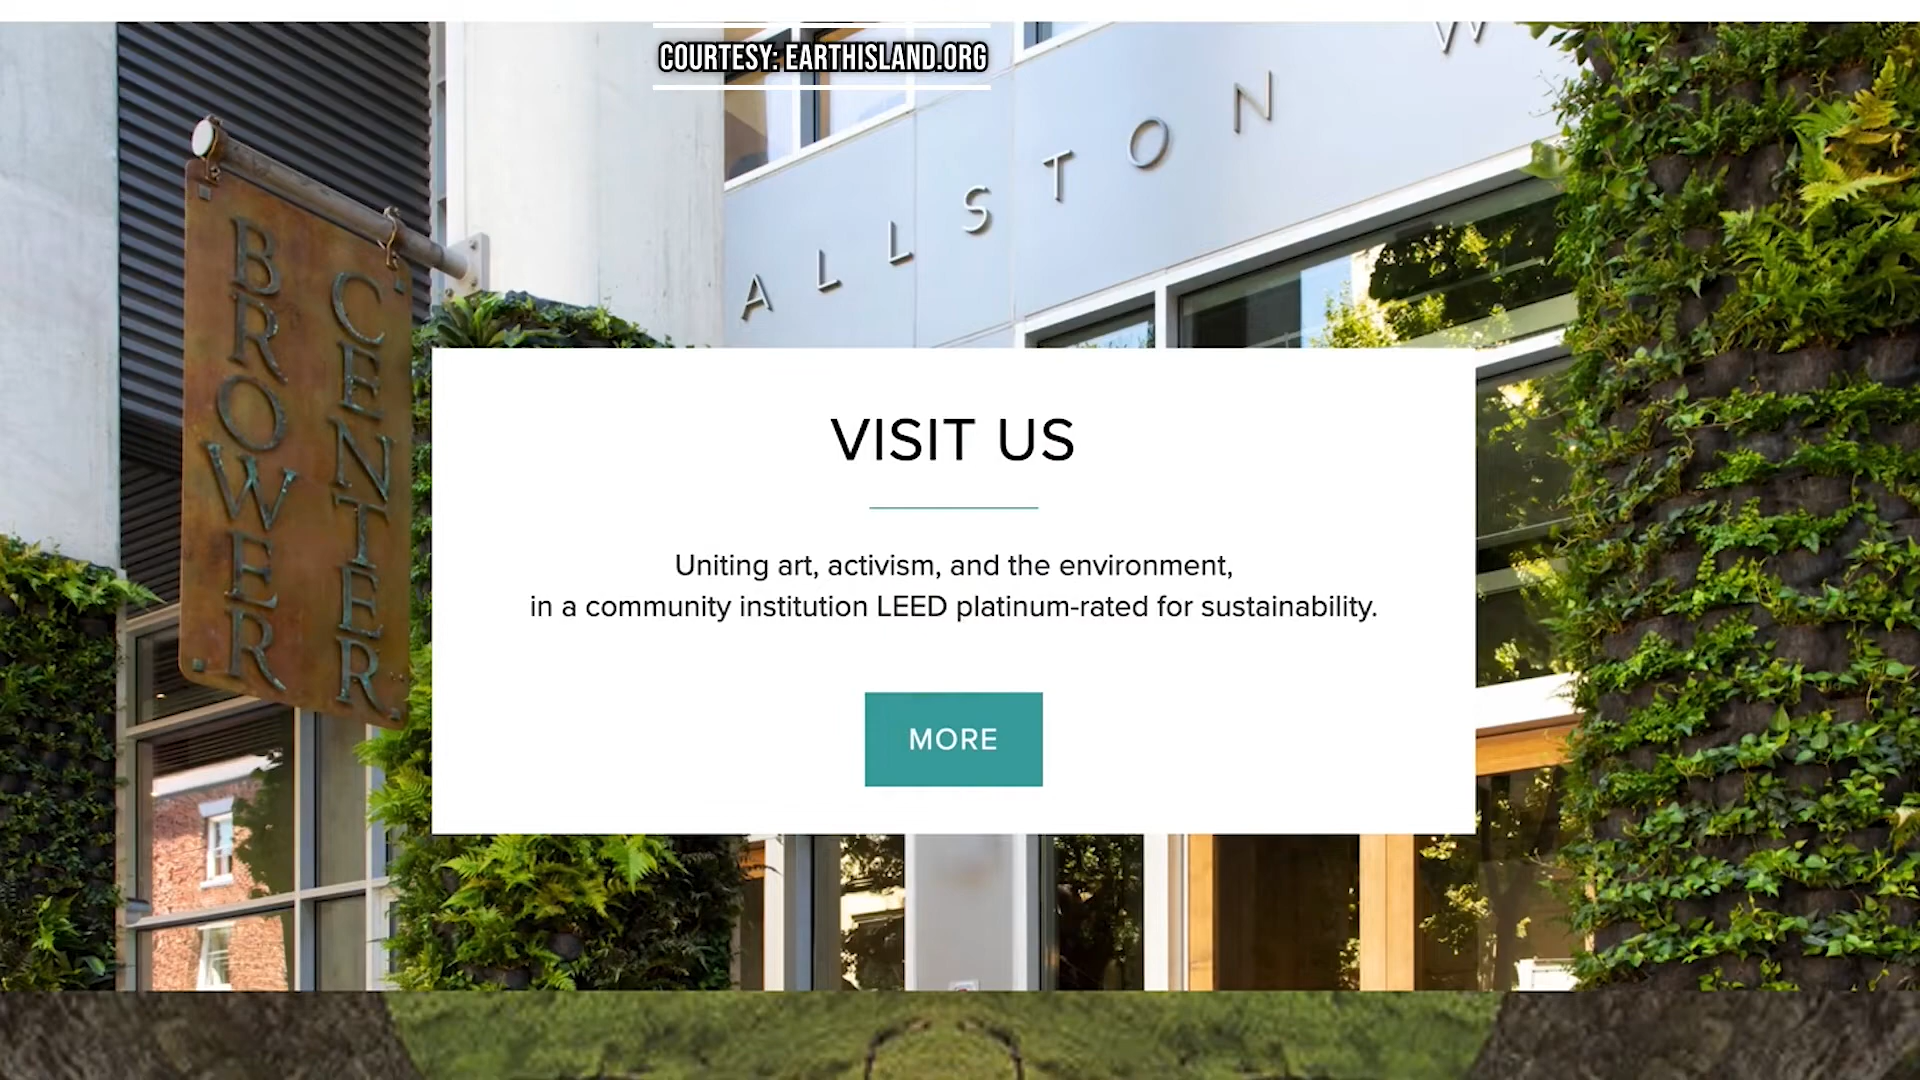 COURTESY: EARTHISLAND.ORG
ALLSTON W
BROWER
CENTER
VISIT US
Uniting art, activism, and the environment,
in a community institution LEED platinum-rated for sustainability.
MORE